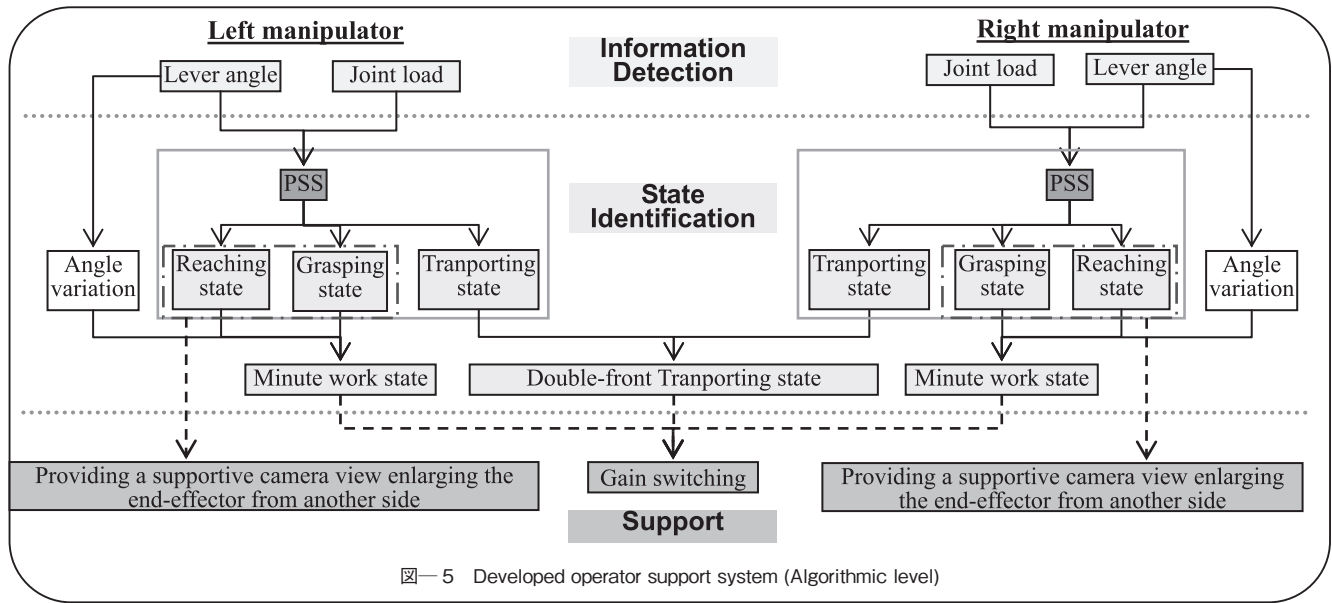 Left manipulator
Information
Detection
Right manipulator
Lever angle
Joint load
Joint load
Lever angle
PSS
State
Identification
PSS
Angle
variation
Reaching
state
Grasping
state
Tranporting
state
Tranporting
state
Grasping
state
Reaching
state
Angle
variation
Minute work state
Double-front Tranporting state
Minute work state
Providing a supportive camera view enlarging the
end-effector from another side
Gain switching
Providing a supportive camera view enlarging
the end-effector from another side
Support
図―5 Developed operator support system (Algorithmic level)